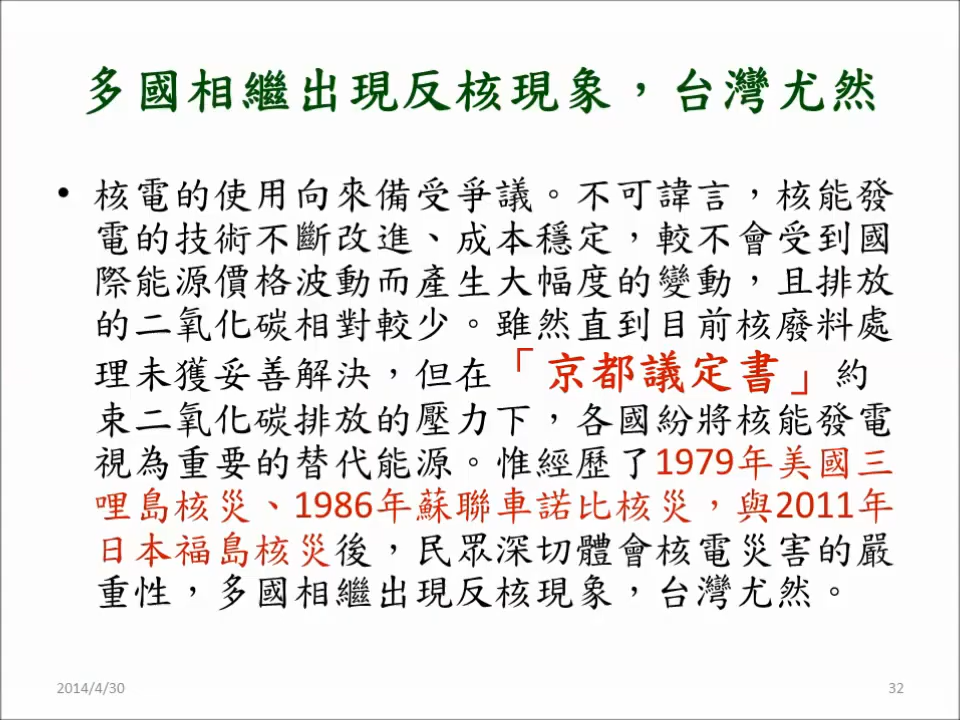 多國相繼出現反核現象，台灣尤然
• 核電的使用向來備受爭議。不可諱言，核能發
電的技術不斷改進、成本穩定，較不會受到國
際能源價格波動而產生大幅度的變動，且排放
的二氧化碳相對較少。雖然直到目前核廢料處
理未獲妥善解決，但在「京都議定書」約
束二氧化碳排放的壓力下，各國紛將核能發電
視為重要的替代能源。惟經歷了1979年美國三
哩島核災、1986年蘇聯車諾比核災，與2011年
日本福島核災後，民眾深切體會核電災害的嚴
重性，多國相繼出現反核現象，台灣尤然。
2014/4/30
32